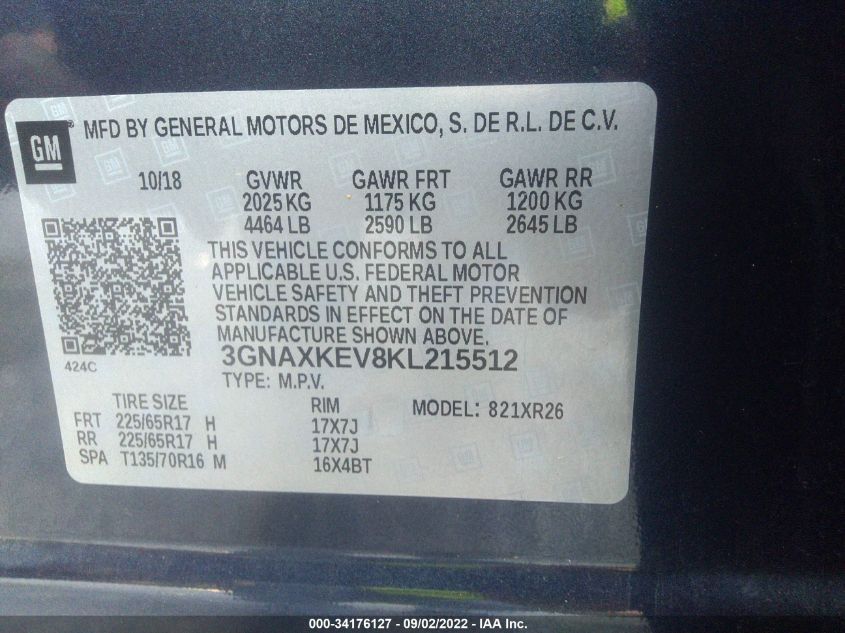 GM
MFD BY GENERAL MOTORS DE MEXICO, S. DE R.L. DE C.V.
10/18 GVWR GAWR FRT GAWR RR
2025 KG 1175 KG 1200 KG
4464 LB 2590 LB 2645 LB
THIS VEHICLE CONFORMS TO ALL
APPLICABLE U.S. FEDERAL MOTOR
VEHICLE SAFETY AND THEFT PREVENTION
STANDARDS IN EFFECT ON THE DATE OF
MANUFACTURE SHOWN ABOVE.
424C
3GNAXKEV8KL215512
TYPE: M.P.V.
TIRE SIZE RIM MODEL: 821XR26
FRT 225/65R17 H 17X7J
RR 225/65R17 H 17X7J
SPA T135/70R16 M 16X4BT
000-34176127 - 09/02/2022 - IAA Inc.